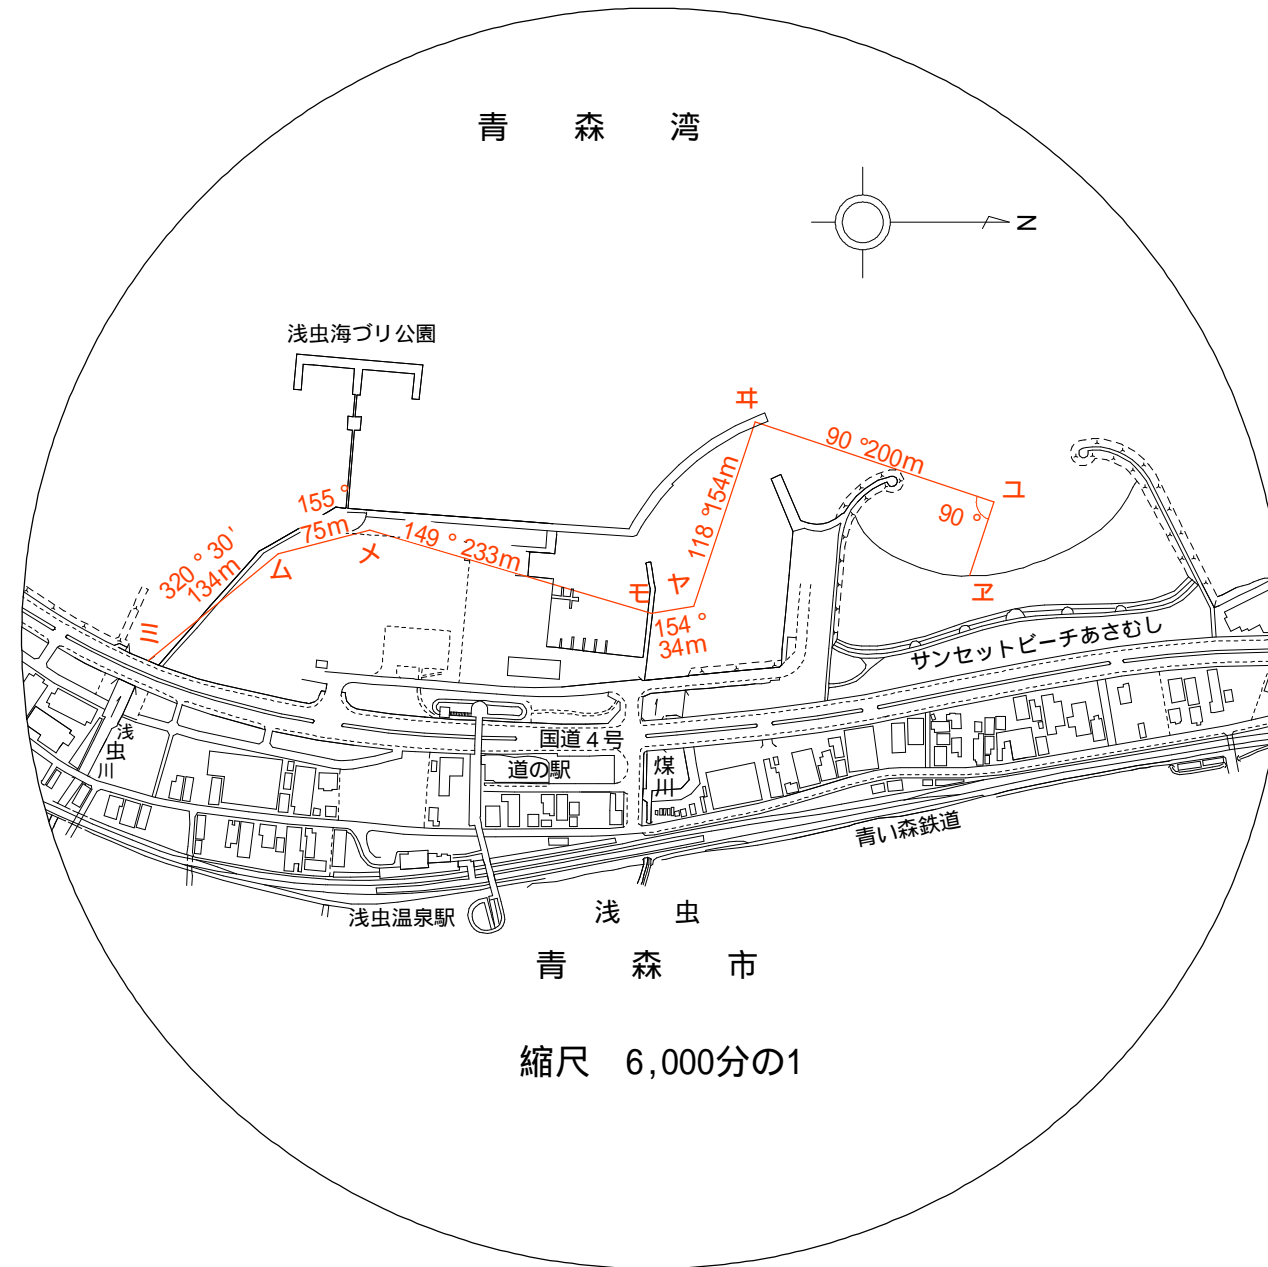 青森湾
N
浅虫海づり公園
ヰ
90°200m
ユ
90°
ヱ
118°154m
155°
75m
149°233m
320°30'
134m
ム
メ
モ
ヤ
154°
34m
ミ
サンセットビーチあさむし
国道4号
浅虫川
道の駅
煤川
青い森鉄道
浅虫温泉駅
浅虫
青森市
縮尺 6,000分の1